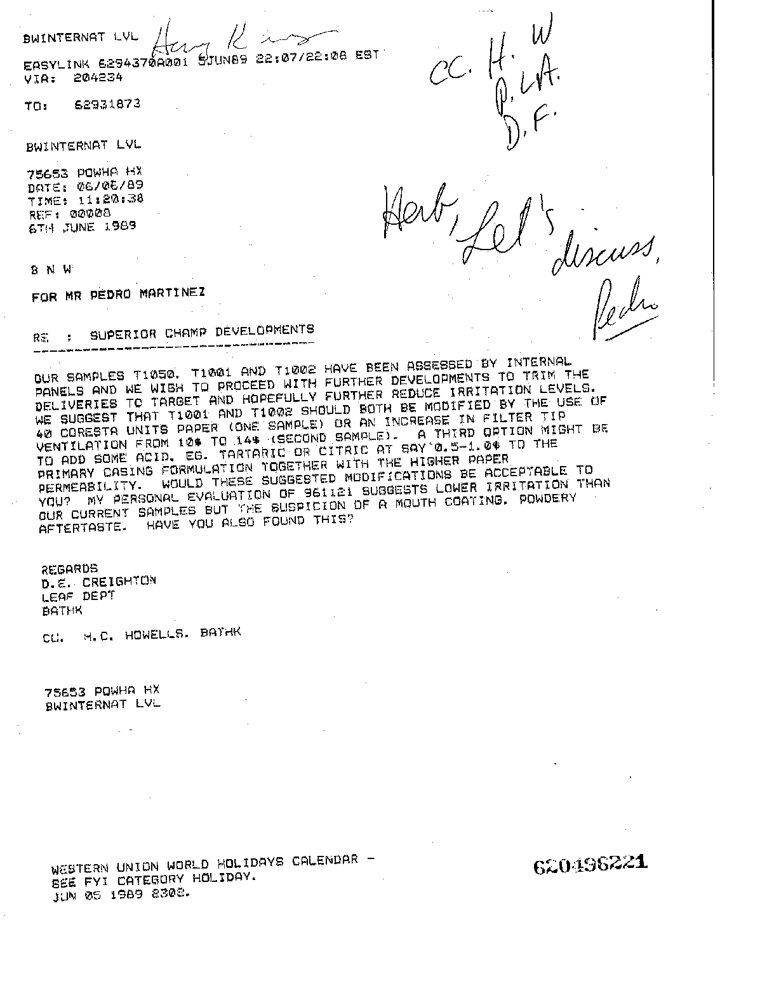 BWINTERNAT LVL
EASYLINK 6294370A001 5JUN89 22:07/22:08 EST
VIA: 204234
CC. H. W
P.L.A.
D.F.
TO: 62931873
BWINTERNAT LVL
75653 POWHA HX
DATE: 06/06/89
TIME: 11:20:38
REF: 00008
6TH JUNE 1989
Herb, Let's discuss,
Pedro
B N W
FOR MR PEDRO MARTINEZ
RE : SUPERIOR CHAMP DEVELOPMENTS
----------------------------------
OUR SAMPLES T1050. T1001 AND T1002 HAVE BEEN ASSESSED BY INTERNAL
PANELS AND WE WISH TO PROCEED WITH FURTHER DEVELOPMENTS TO TRIM THE
DELIVERIES TO TARGET AND HOPEFULLY FURTHER REDUCE IRRITATION LEVELS.
WE SUGGEST THAT T1001 AND T1002 SHOULD BOTH BE MODIFIED BY THE USE OF
40 CORESTA UNITS PAPER (ONE SAMPLE) OR AN INCREASE IN FILTER TIP
VENTILATION FROM 10$ TO 14$ (SECOND SAMPLE). A THIRD OPTION MIGHT BE
TO ADD SOME ACID. EG. TARTARIC OR CITRIC AT SAY 0.5-1.0$ TO THE
PRIMARY CASING FORMULATION TOGETHER WITH THE HIGHER PAPER
PERMEABILITY. WOULD THESE SUGGESTED MODIFICATIONS BE ACCEPTABLE TO
YOU? MY PERSONAL EVALUATION OF 961121 SUGGESTS LOWER IRRITATION THAN
OUR CURRENT SAMPLES BUT THE SUSPICION OF A MOUTH COATING. POWDERY
AFTERTASTE. HAVE YOU ALSO FOUND THIS?
REGARDS
D.E. CREIGHTON
LEAF DEPT
BATHK
CC. M.C. HOWELLS. BATHK
75653 POWHA HX
BWINTERNAT LVL
WESTERN UNION WORLD HOLIDAYS CALENDAR -
SEE FYI CATEGORY HOLIDAY.
JUN 05 1989 2302.
620496221